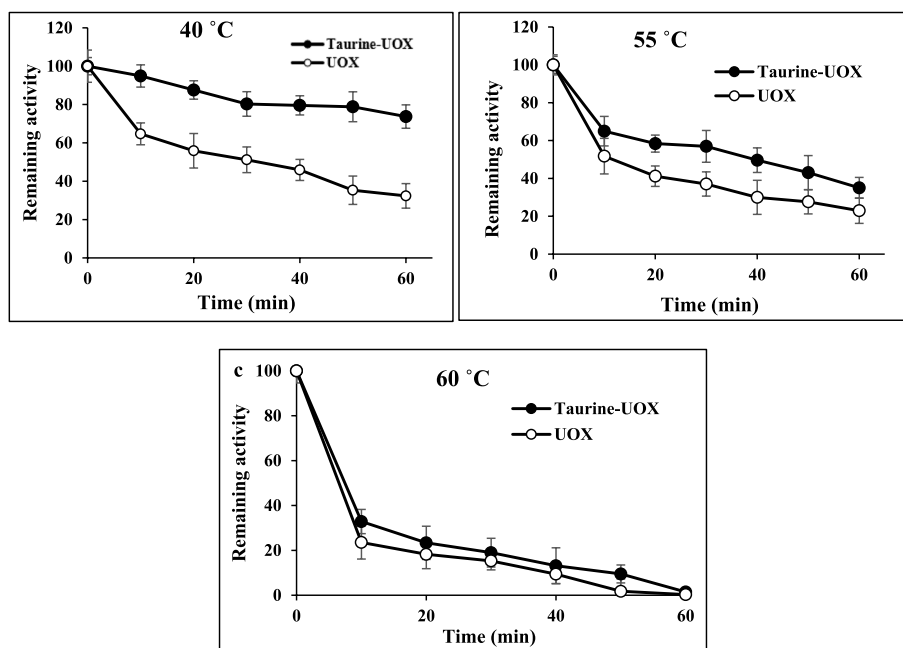 40 ˚C
Taurine-UOX
UOX
Remaining activity
120
100
80
60
40
20
0
0 20 40 60
Time (min)
55 ˚C
Taurine-UOX
UOX
Remaining activity
120
100
80
60
40
20
0
0 20 40 60
Time (min)
c
60 ˚C
Taurine-UOX
UOX
Remaining activity
100
80
60
40
20
0
0 20 40 60
Time (min)